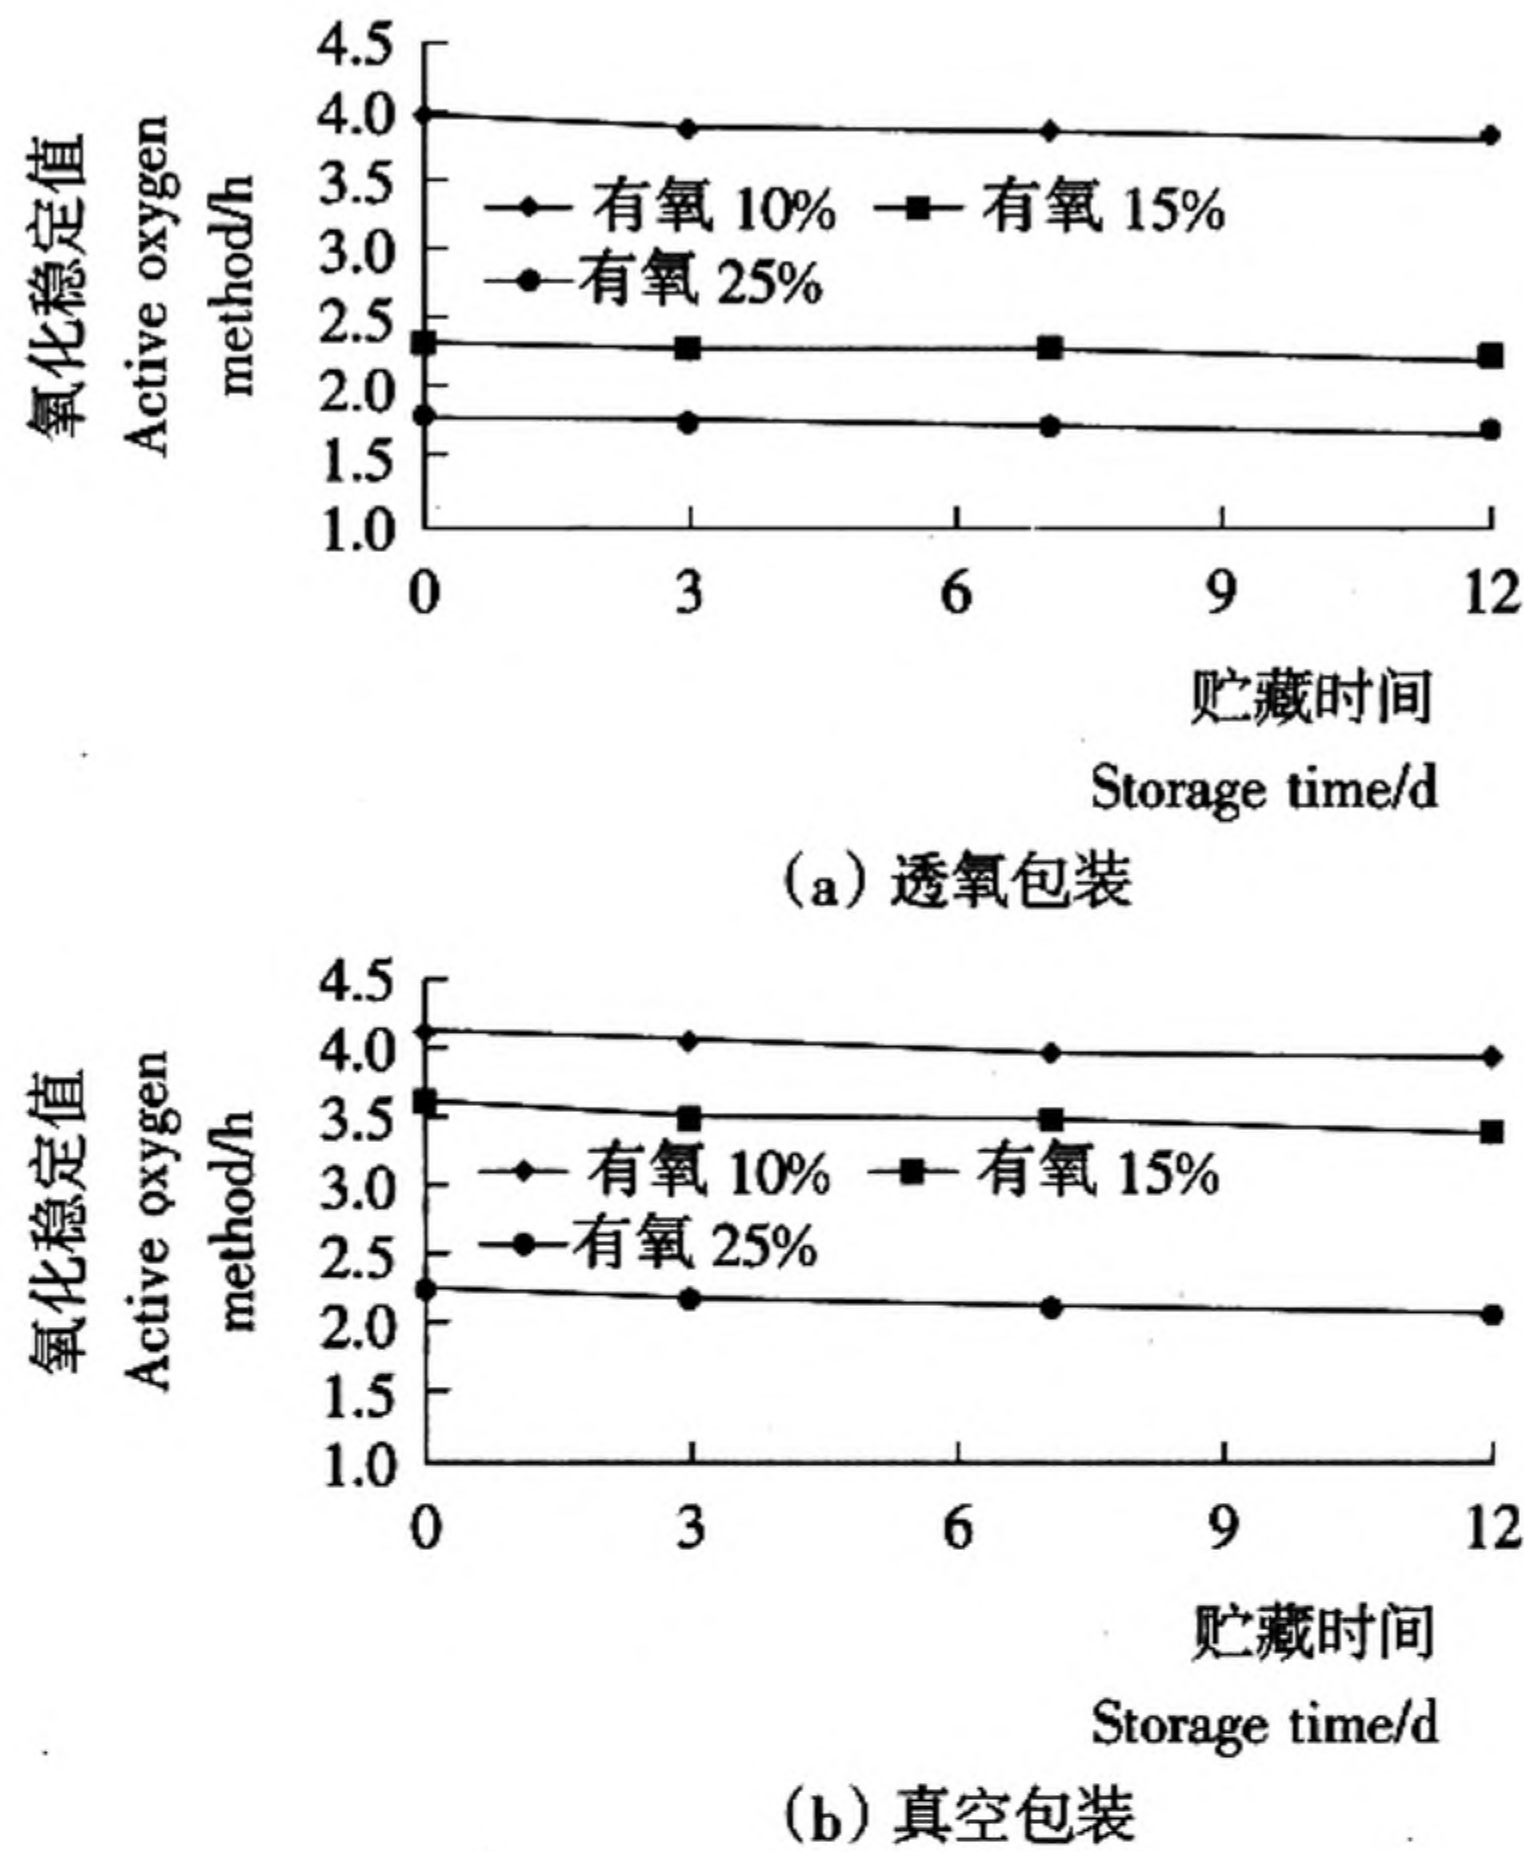 氧化稳定值
Active oxygen
method/h
4.5
4.0
3.5
3.0
2.5
2.0
1.5
1.0
有氧 10% 有氧 15%
有氧 25%
0 3 6 9 12
贮藏时间
Storage time/d
(a) 透氧包装
氧化稳定值
Active oxygen
method/h
4.5
4.0
3.5
3.0
2.5
2.0
1.5
1.0
有氧 10% 有氧 15%
有氧 25%
0 3 6 9 12
贮藏时间
Storage time/d
(b) 真空包装